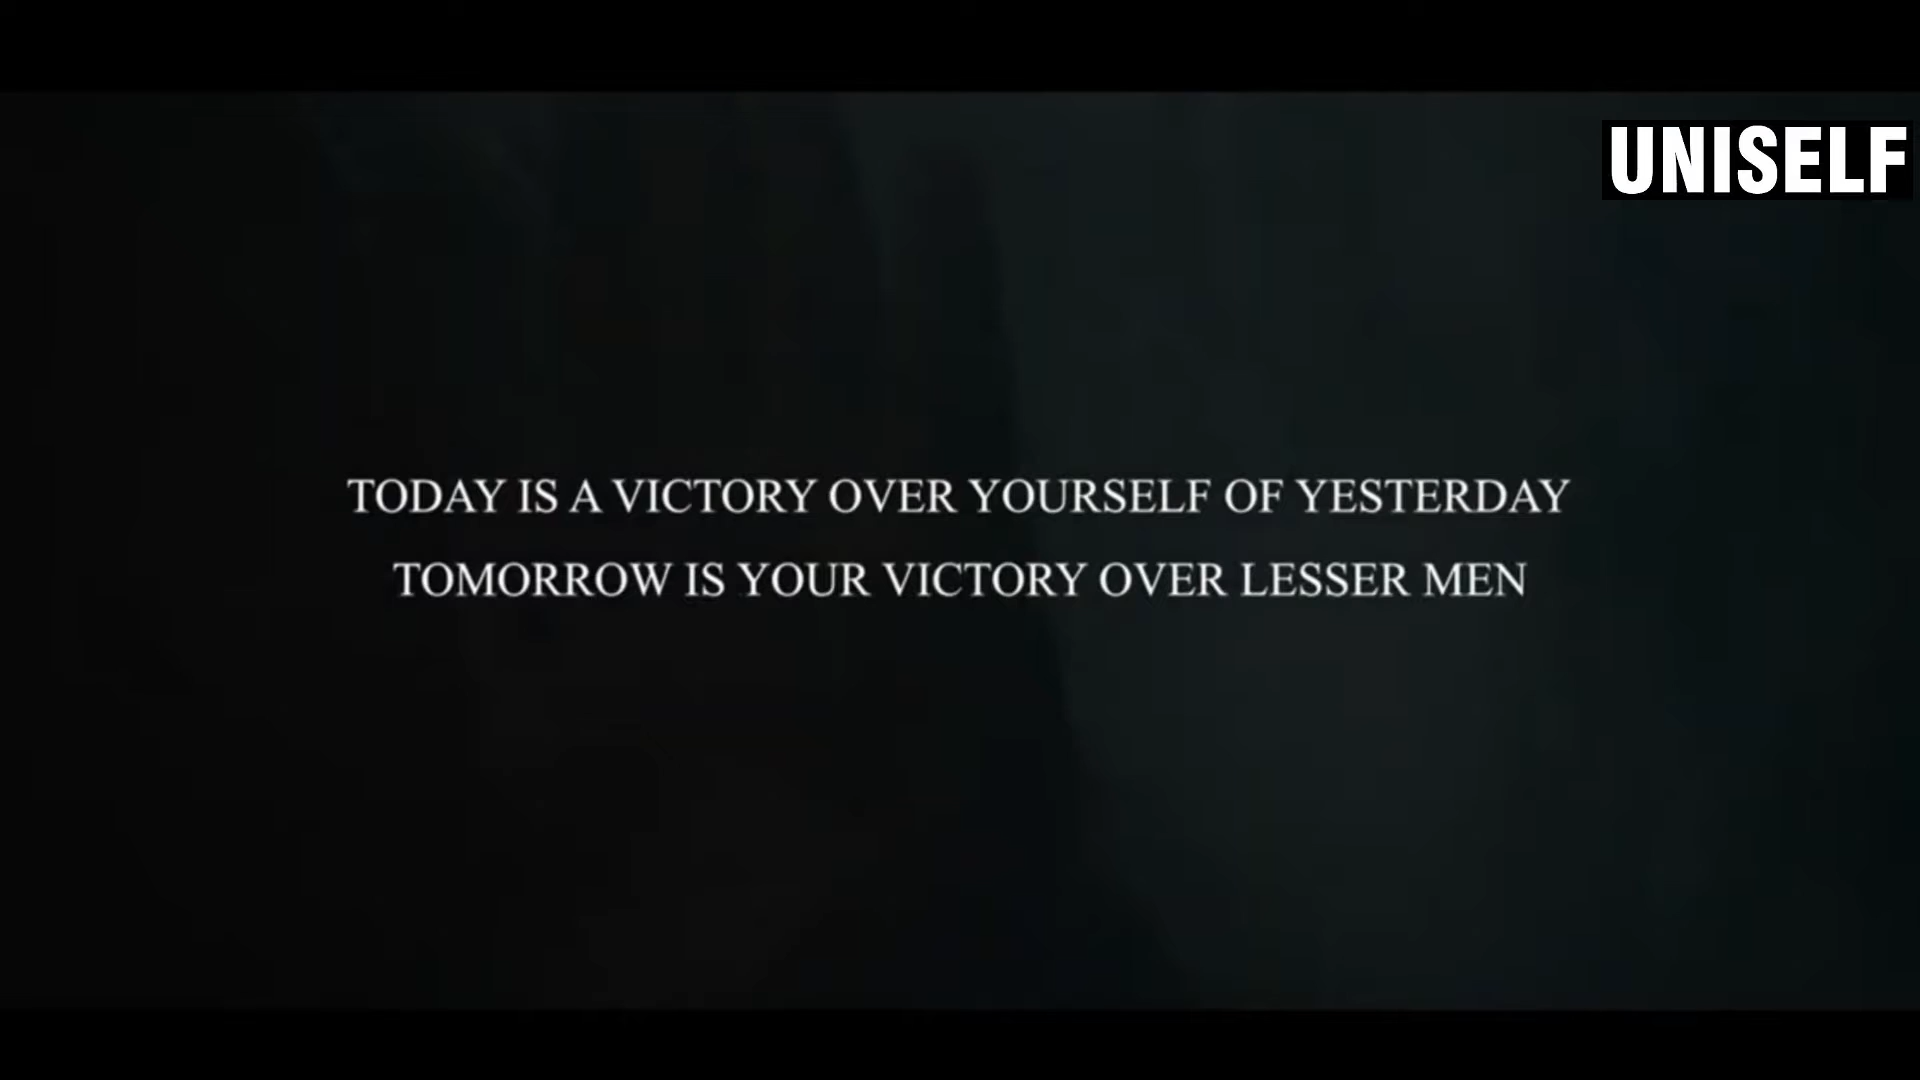 UNISELF
TODAY IS A VICTORY OVER YOURSELF OF YESTERDAY
TOMORROW IS YOUR VICTORY OVER LESSER MEN